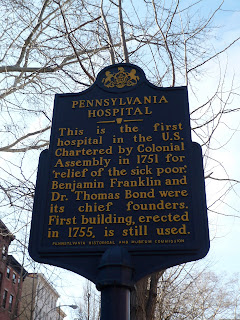 PENNSYLVANIA
HOSPITAL
This is the first
hospital in the U.S.
Chartered by Colonial
Assembly in 1751 for
"relief of the sick poor."
Benjamin Franklin and
Dr. Thomas Bond were
its chief founders.
First building, erected
in 1755, is still used.
PENNSYLVANIA HISTORICAL AND MUSEUM COMMISSION